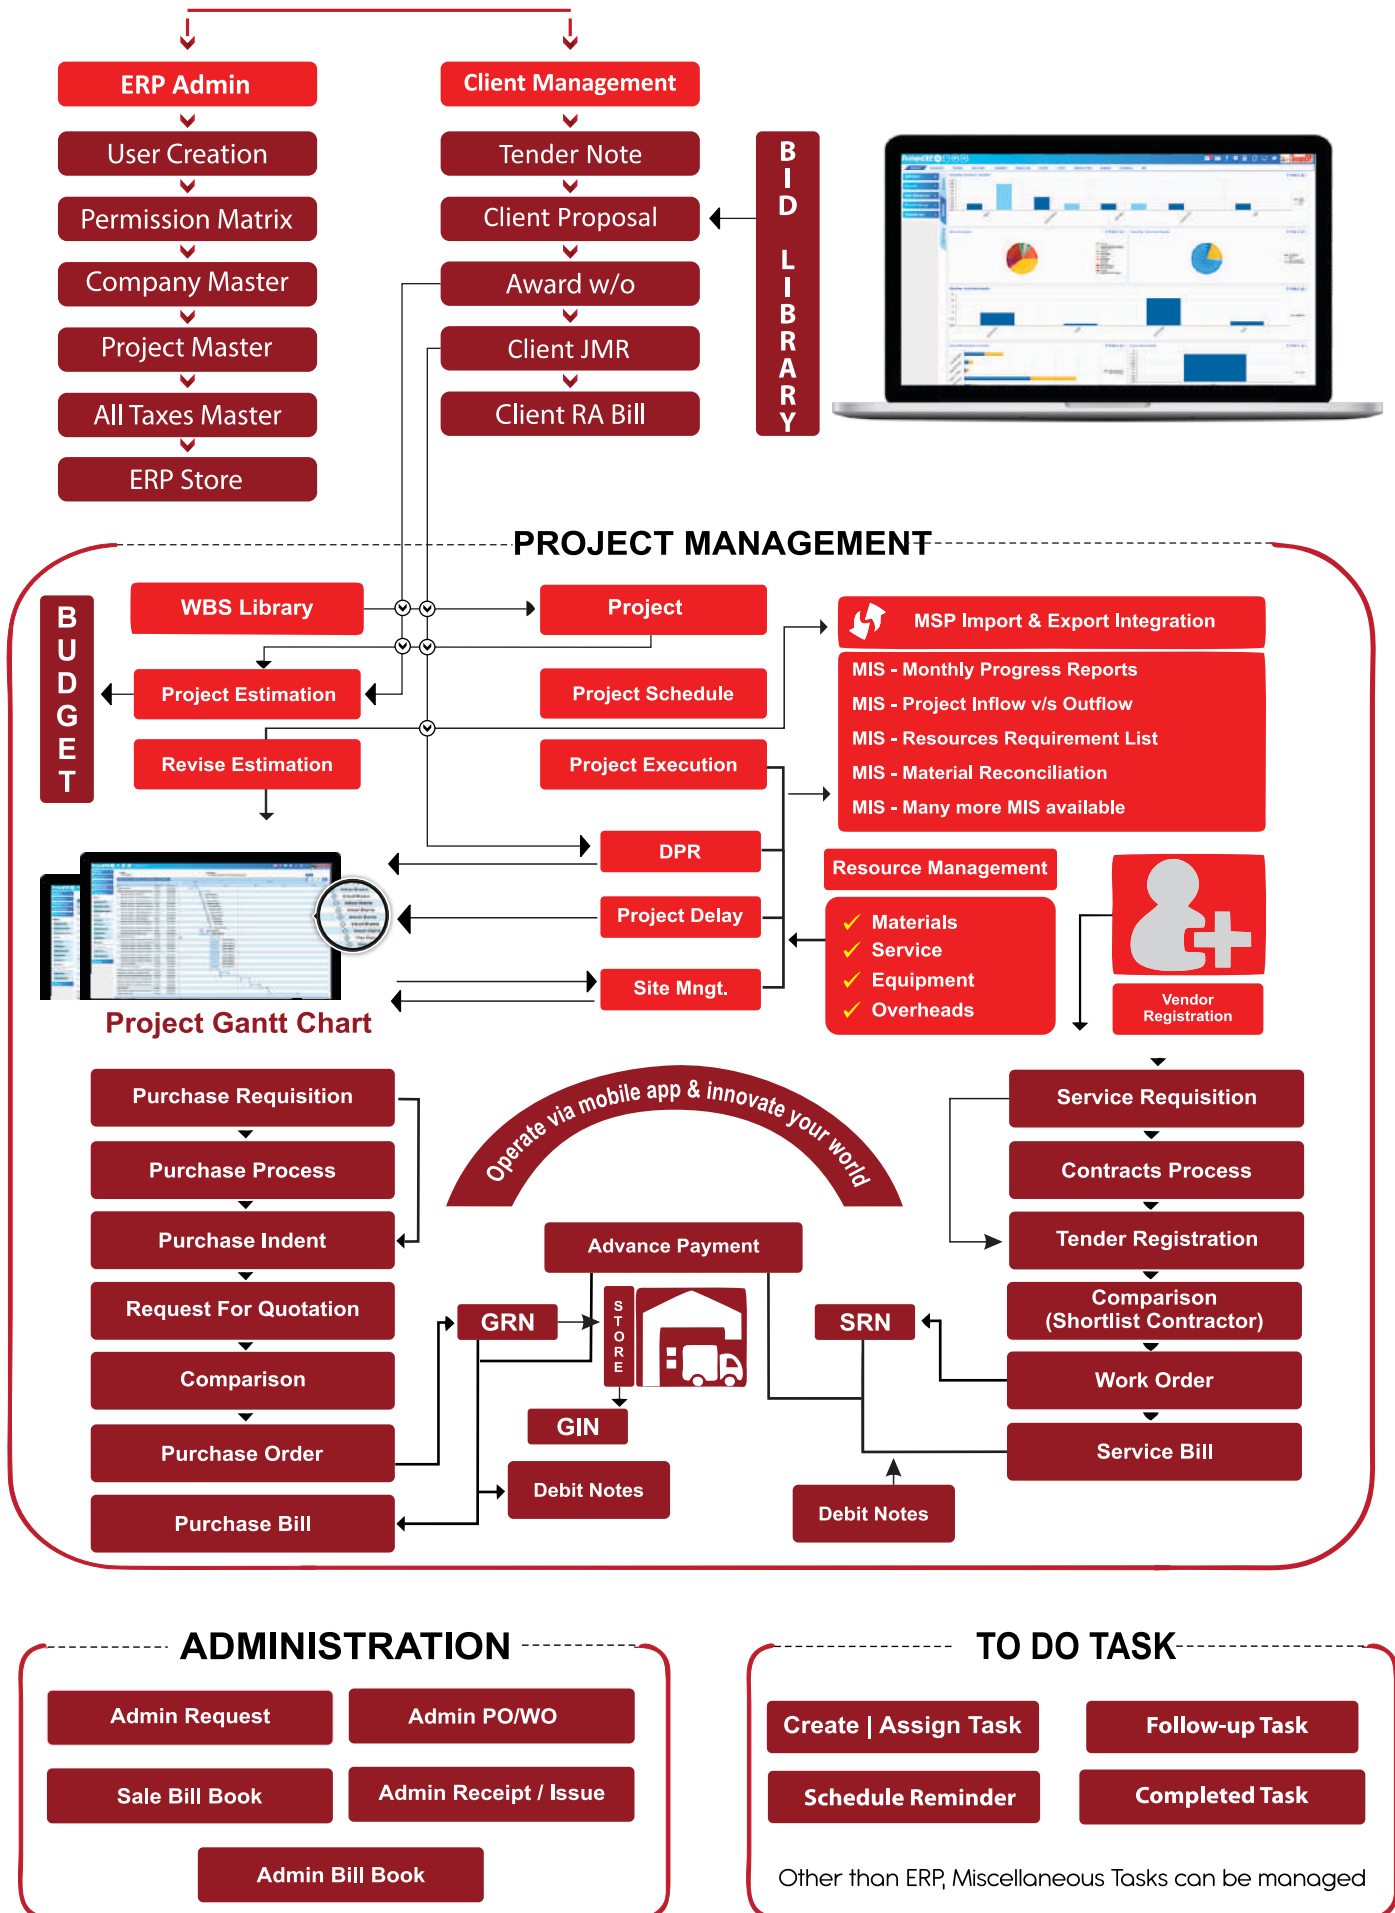 ERP Admin
User Creation
Permission Matrix
Company Master
Project Master
All Taxes Master
ERP Store
Client Management
Tender Note
Client Proposal
Award w/o
Client JMR
Client RA Bill
BID LIBRARY
PROJECT MANAGEMENT
BUDGET
WBS Library
Project
Project Estimation
Project Schedule
Revise Estimation
Project Execution
MSP Import & Export Integration
MIS - Monthly Progress Reports
MIS - Project Inflow v/s Outflow
MIS - Resources Requirement List
MIS - Material Reconciliation
MIS - Many more MIS available
DPR
Project Delay
Site Mngt.
Resource Management
Materials
Service
Equipment
Overheads
Vendor
Registration
Project Gantt Chart
Purchase Requisition
Purchase Process
Purchase Indent
Request For Quotation
Comparison
Purchase Order
Purchase Bill
Operate via mobile app & innovate your world
Advance Payment
GRN
STORE
GIN
Debit Notes
SRN
Debit Notes
Service Requisition
Contracts Process
Tender Registration
Comparison
(Shortlist Contractor)
Work Order
Service Bill
ADMINISTRATION
Admin Request
Admin PO/WO
Sale Bill Book
Admin Receipt / Issue
Admin Bill Book
TO DO TASK
Create | Assign Task
Follow-up Task
Schedule Reminder
Completed Task
Other than ERP, Miscellaneous Tasks can be managed